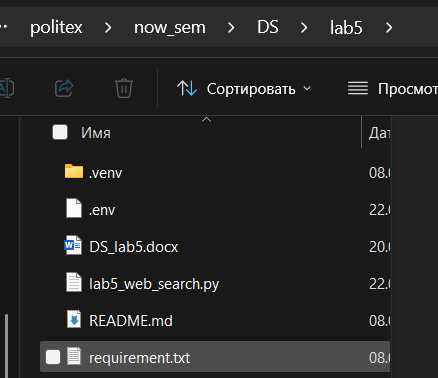 ··· politex > now_sem > DS > lab5 >
Сортировать Просмот
Имя Дат
.venv 08.0
.env 22.0
DS_lab5.docx 20.0
lab5_web_search.py 22.0
README.md 08.0
requirement.txt 08.0